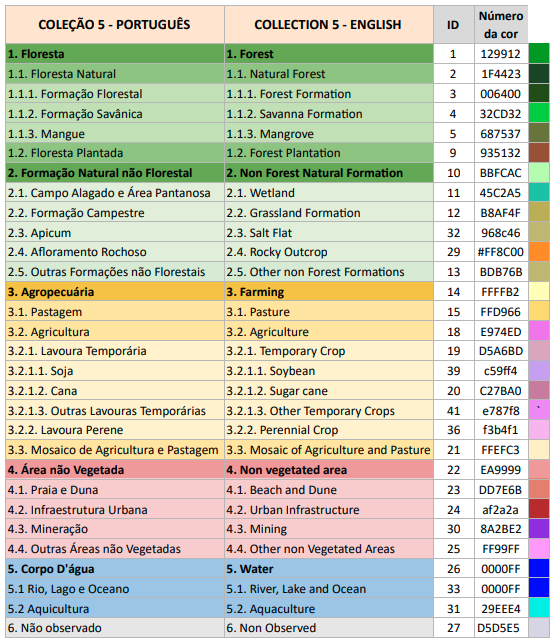 COLEÇÃO 5 - PORTUGUÊS COLLECTION 5 - ENGLISH ID Número da cor
1. Floresta 1. Forest 1 129912
1.1. Floresta Natural 1.1. Natural Forest 2 1F4423
1.1.1. Formação Florestal 1.1.1. Forest Formation 3 006400
1.1.2. Formação Savânica 1.1.2. Savanna Formation 4 32CD32
1.1.3. Mangue 1.1.3. Mangrove 5 687537
1.2. Floresta Plantada 1.2. Forest Plantation 9 935132
2. Formação Natural não Florestal 2. Non Forest Natural Formation 10 BBFCAC
2.1. Campo Alagado e Área Pantanosa 2.1. Wetland 11 45C2A5
2.2. Formação Campestre 2.2. Grassland Formation 12 B8AF4F
2.3. Apicum 2.3. Salt Flat 32 968c46
2.4. Afloramento Rochoso 2.4. Rocky Outcrop 29 #FF8C00
2.5. Outras Formações não Florestais 2.5. Other non Forest Formations 13 BDB76B
3. Agropecuária 3. Farming 14 FFFFB2
3.1. Pastagem 3.1. Pasture 15 FFD966
3.2. Agricultura 3.2. Agriculture 18 E974ED
3.2.1. Lavoura Temporária 3.2.1. Temporary Crop 19 D5A6BD
3.2.1.1. Soja 3.2.1.1. Soybean 39 c59ff4
3.2.1.2. Cana 3.2.1.2. Sugar cane 20 C27BA0
3.2.1.3. Outras Lavouras Temporárias 3.2.1.3. Other Temporary Crops 41 e787f8 `
3.2.2. Lavoura Perene 3.2.2. Perennial Crop 36 f3b4f1
3.3. Mosaico de Agricultura e Pastagem 3.3. Mosaic of Agriculture and Pasture 21 FFEFC3
4. Área não Vegetada 4. Non vegetated area 22 EA9999
4.1. Praia e Duna 4.1. Beach and Dune 23 DD7E6B
4.2. Infraestrutura Urbana 4.2. Urban Infrastructure 24 af2a2a
4.3. Mineração 4.3. Mining 30 8A2BE2
4.4. Outras Áreas não Vegetadas 4.4. Other non Vegetated Areas 25 FF99FF
5. Corpo D'água 5. Water 26 0000FF
5.1 Rio, Lago e Oceano 5.1. River, Lake and Ocean 33 0000FF
5.2 Aquicultura 5.2. Aquaculture 31 29EEE4
6. Não observado 6. Non Observed 27 D5D5E5